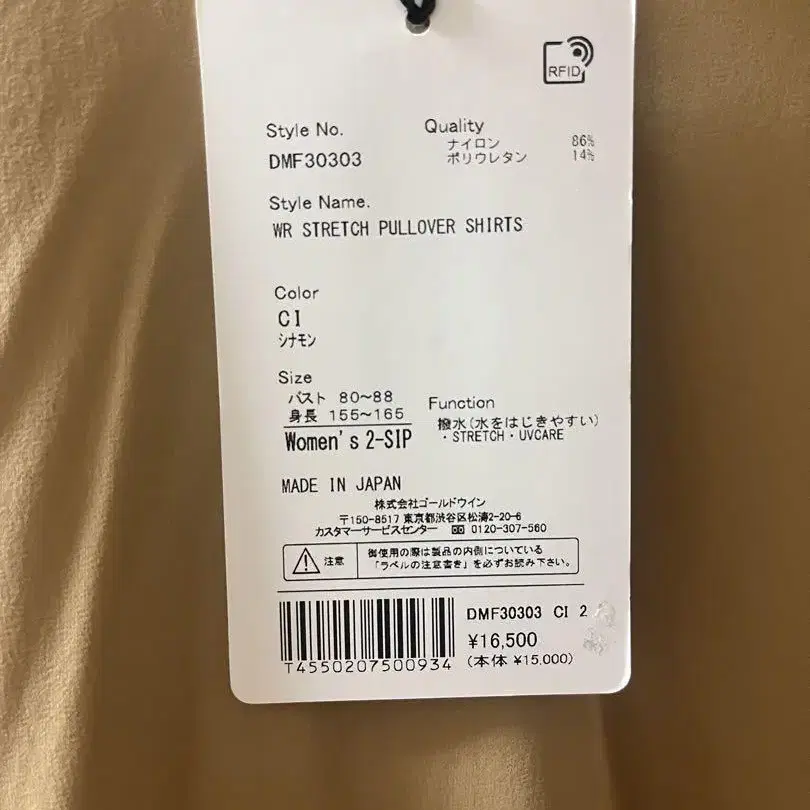 RFID
Style No.
DMF30303
Quality
ナイロン 86%
ポリウレタン 14%
Style Name.
WR STRETCH PULLOVER SHIRTS
Color
CI
シナモン
Size
バスト 80~88
身長 155~165
Women's 2-SIP
Function
撥水(水をはじきやすい)
・STRETCH・UVCARE
MADE IN JAPAN
株式会社ゴールドウイン
〒150-8517 東京都渋谷区松濤2-20-6
カスタマーサービスセンター 0120-307-560
注意
御使用の際は製品の内側についている
「ラベルの注意書き」を必ずお読み下さい。
DMF30303 CI 2
¥16,500
(本体 ¥15,000)
T4550207500934